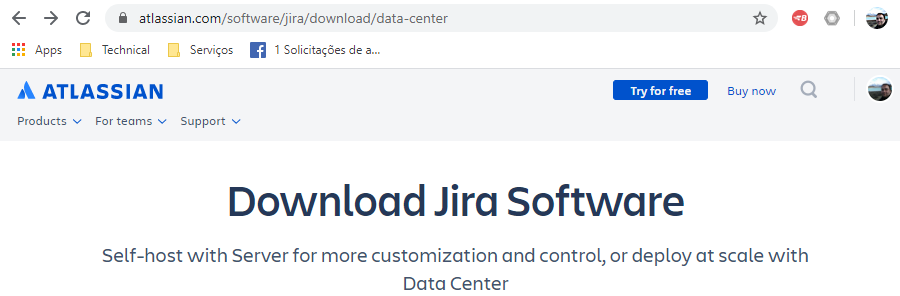 atlassian.com/software/jira/download/data-center
Apps Technical Serviços 1 Solicitações de a...
ATLASSIAN Try for free Buy now
Products For teams Support
Download Jira Software
Self-host with Server for more customization and control, or deploy at scale with
Data Center